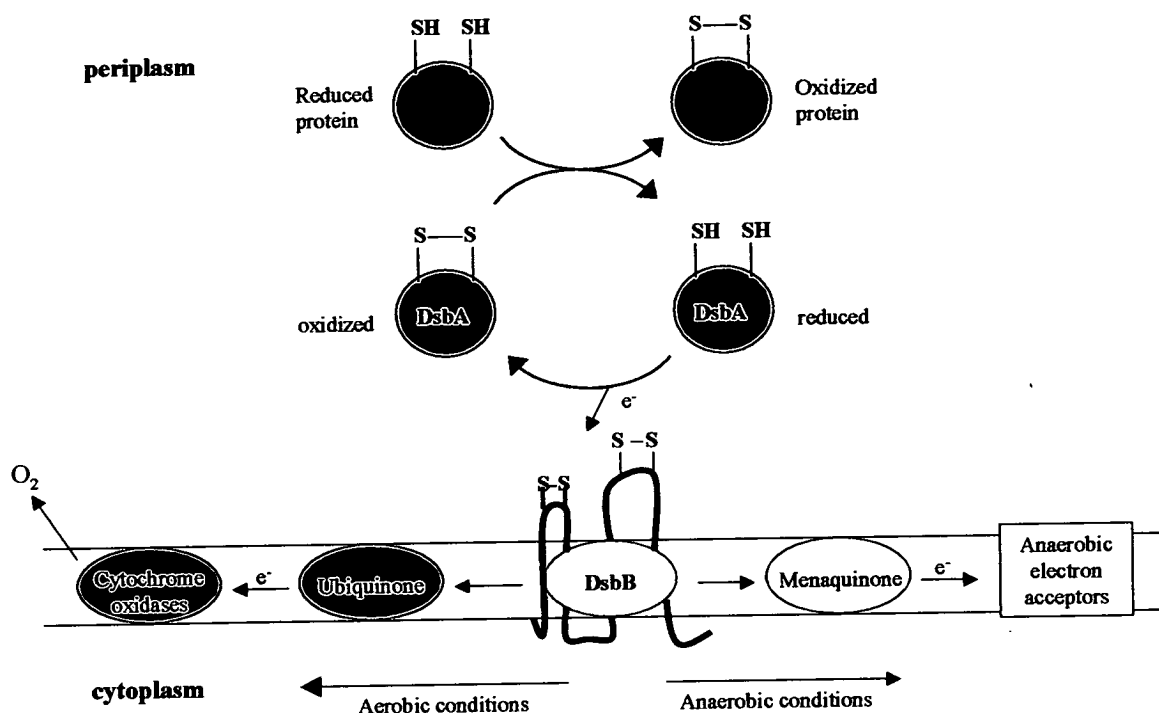 SH SH
S—S
periplasm
Reduced
protein
Oxidized
protein
S—S
SH SH
oxidized
DsbA
DsbA
reduced
e-
S–S
S–S
O2
Cytochrome
oxidases
e-
Ubiquinone
DsbB
Menaquinone
e-
Anaerobic
electron
acceptors
cytoplasm
Aerobic conditions
Anaerobic conditions